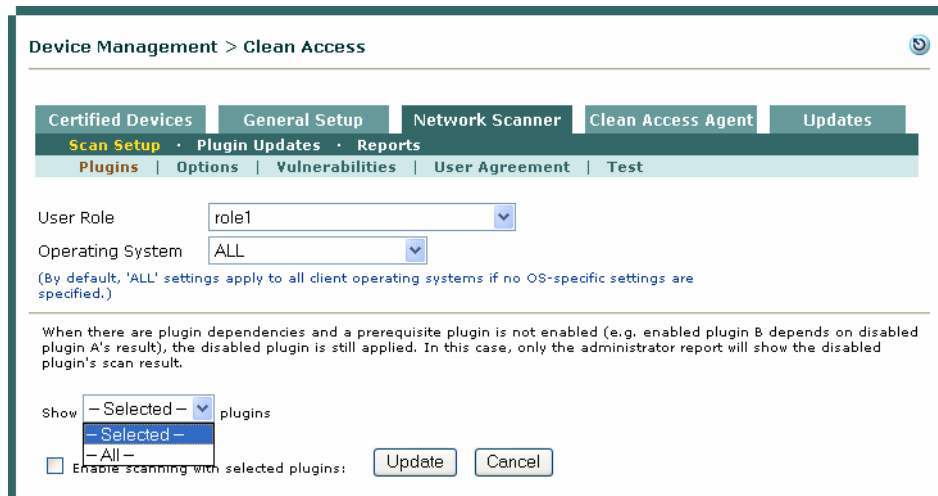 Device Management > Clean Access
Certified Devices General Setup Network Scanner Clean Access Agent Updates
Scan Setup · Plugin Updates · Reports
Plugins | Options | Vulnerabilities | User Agreement | Test
User Role role1
Operating System ALL
(By default, 'ALL' settings apply to all client operating systems if no OS-specific settings are
specified.)
When there are plugin dependencies and a prerequisite plugin is not enabled (e.g. enabled plugin B depends on disabled
plugin A's result), the disabled plugin is still applied. In this case, only the administrator report will show the disabled
plugin's scan result.
Show – Selected – plugins
– Selected –
– All –
Enable scanning with selected plugins: Update Cancel